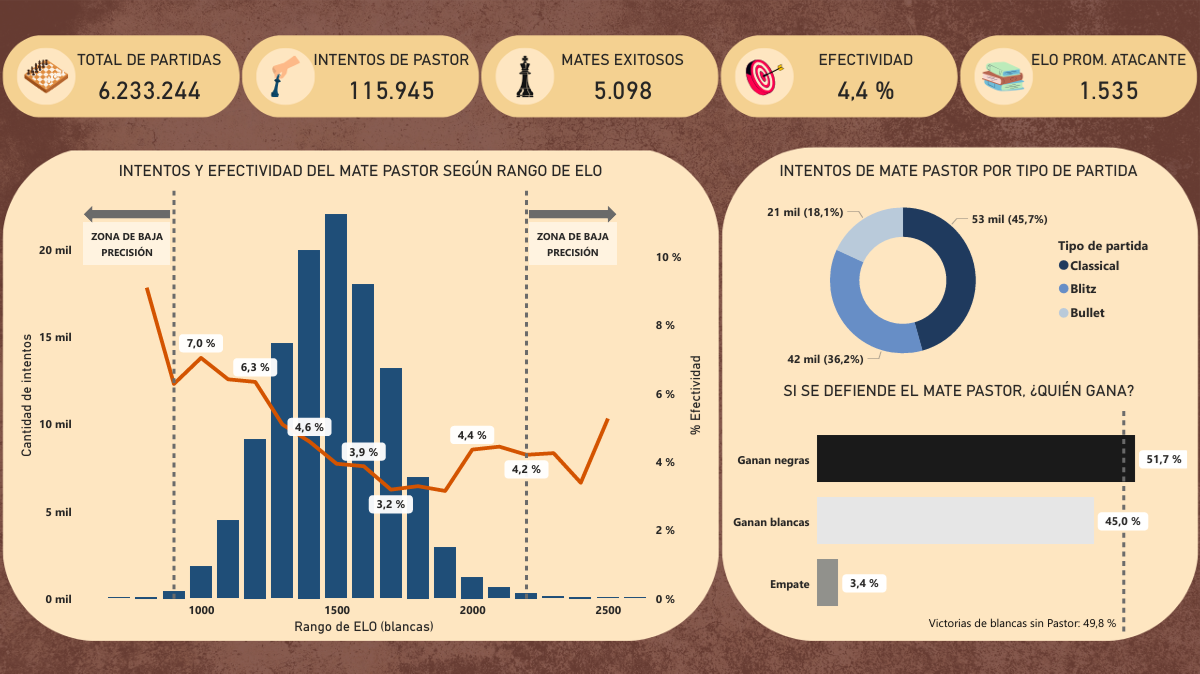 TOTAL DE PARTIDAS
6.233.244
INTENTOS DE PASTOR
115.945
MATES EXITOSOS
5.098
EFECTIVIDAD
4,4 %
ELO PROM. ATACANTE
1.535
INTENTOS Y EFECTIVIDAD DEL MATE PASTOR SEGÚN RANGO DE ELO
ZONA DE BAJA
PRECISIÓN
ZONA DE BAJA
PRECISIÓN
Cantidad de intentos
20 mil
15 mil
10 mil
5 mil
0 mil
7,0 %
6,3 %
4,6 %
3,9 %
3,2 %
4,4 %
4,2 %
10 %
8 %
6 %
4 %
2 %
0 %
% Efectividad
1000
1500
2000
2500
Rango de ELO (blancas)
INTENTOS DE MATE PASTOR POR TIPO DE PARTIDA
21 mil (18,1%)
53 mil (45,7%)
42 mil (36,2%)
Tipo de partida
Classical
Blitz
Bullet
SI SE DEFIENDE EL MATE PASTOR, ¿QUIÉN GANA?
Ganan negras
51,7 %
Ganan blancas
45,0 %
Empate
3,4 %
Victorias de blancas sin Pastor: 49,8 %